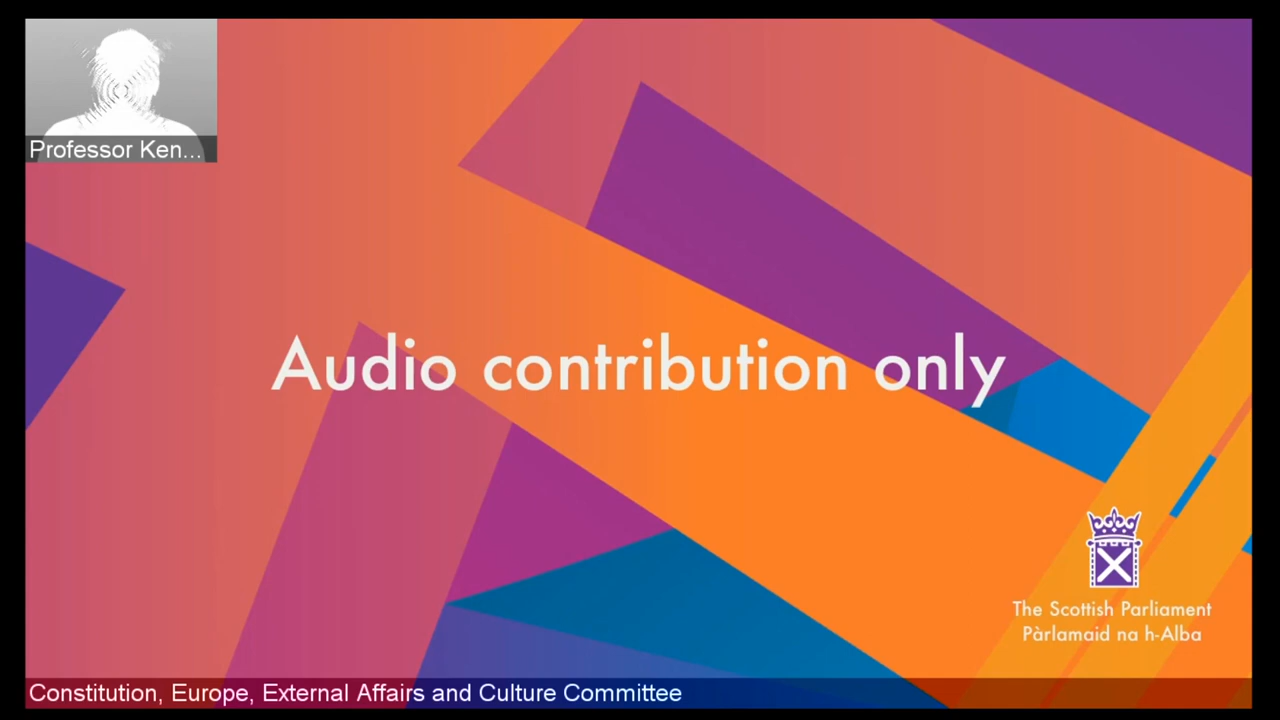 Professor Ken...
Audio contribution only
The Scottish Parliament
Pàrlamaid na h-Alba
Constitution, Europe, External Affairs and Culture Committee